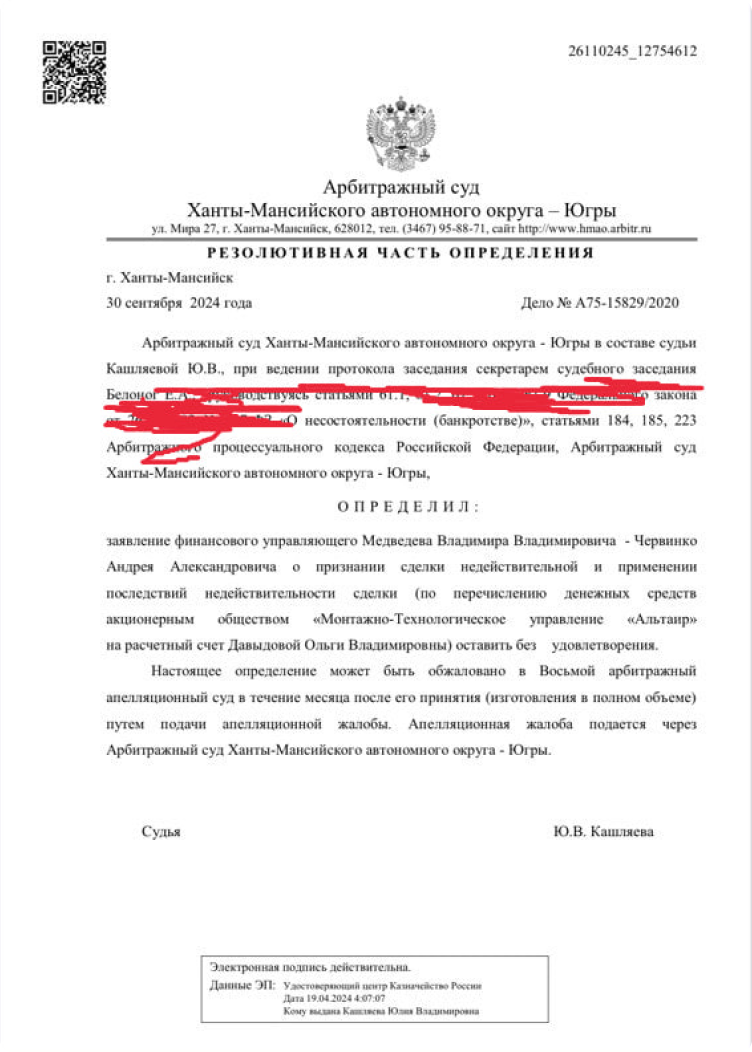 26110245_12754612
Арбитражный суд
Ханты-Мансийского автономного округа – Югры
ул. Мира 27, г. Ханты-Мансийск, 628012, тел. (3467) 95-88-71, сайт http://www.hmao.arbitr.ru
РЕЗОЛЮТИВНАЯ ЧАСТЬ ОПРЕДЕЛЕНИЯ
г. Ханты-Мансийск
30 сентября 2024 года Дело № А75-15829/2020
Арбитражный суд Ханты-Мансийского автономного округа - Югры в составе судьи
Кашляевой Ю.В., при ведении протокола заседания секретарем судебного заседания
Белоног Е.А., статьями 61.1, закона
«О несостоятельности (банкротстве)», статьями 184, 185, 223
Арбитражного процессуального кодекса Российской Федерации, Арбитражный суд
Ханты-Мансийского автономного округа - Югры,
ОПРЕДЕЛИЛ:
заявление финансового управляющего Медведева Владимира Владимировича - Червинко
Андрея Александровича о признании сделки недействительной и применении
последствий недействительности сделки (по перечислению денежных средств
акционерным обществом «Монтажно-Технологическое управление «Альтаир»
на расчетный счет Давыдовой Ольги Владимировны) оставить без удовлетворения.
Настоящее определение может быть обжаловано в Восьмой арбитражный
апелляционный суд в течение месяца после его принятия (изготовления в полном объеме)
путем подачи апелляционной жалобы. Апелляционная жалоба подается через
Арбитражный суд Ханты-Мансийского автономного округа - Югры.
Судья Ю.В. Кашляева
Электронная подпись действительна.
Данные ЭП: Удостоверяющий центр Казначейство России
Дата 19.04.2024 4:07:07
Кому выдана Кашляева Юлия Владимировна